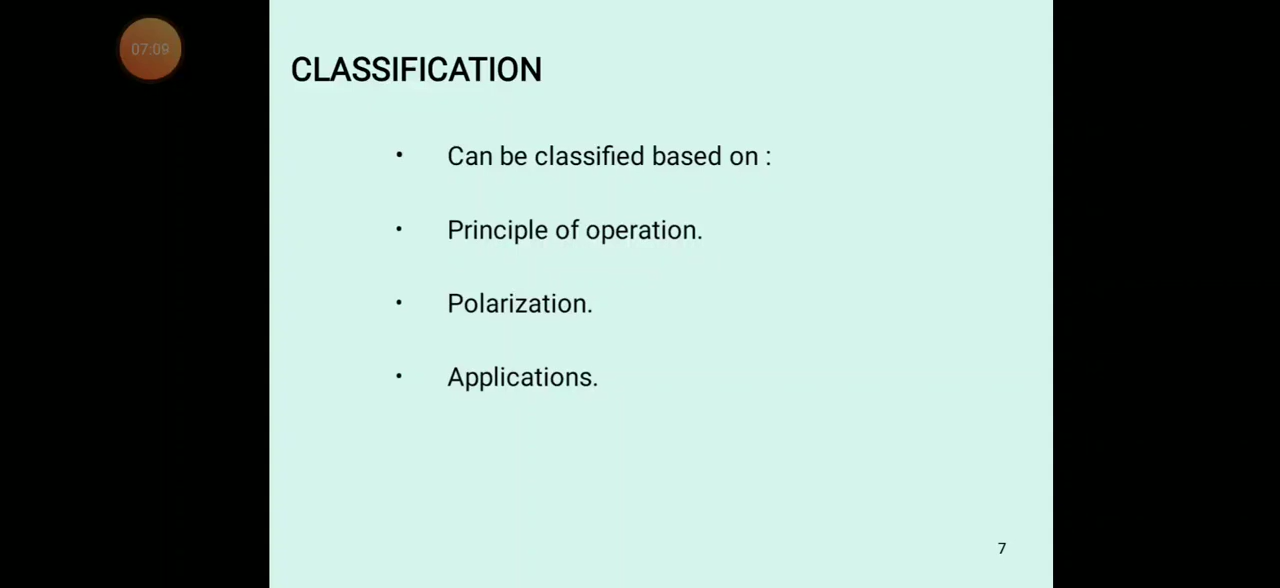 07:09
CLASSIFICATION
• Can be classified based on :
• Principle of operation.
• Polarization.
• Applications.
7